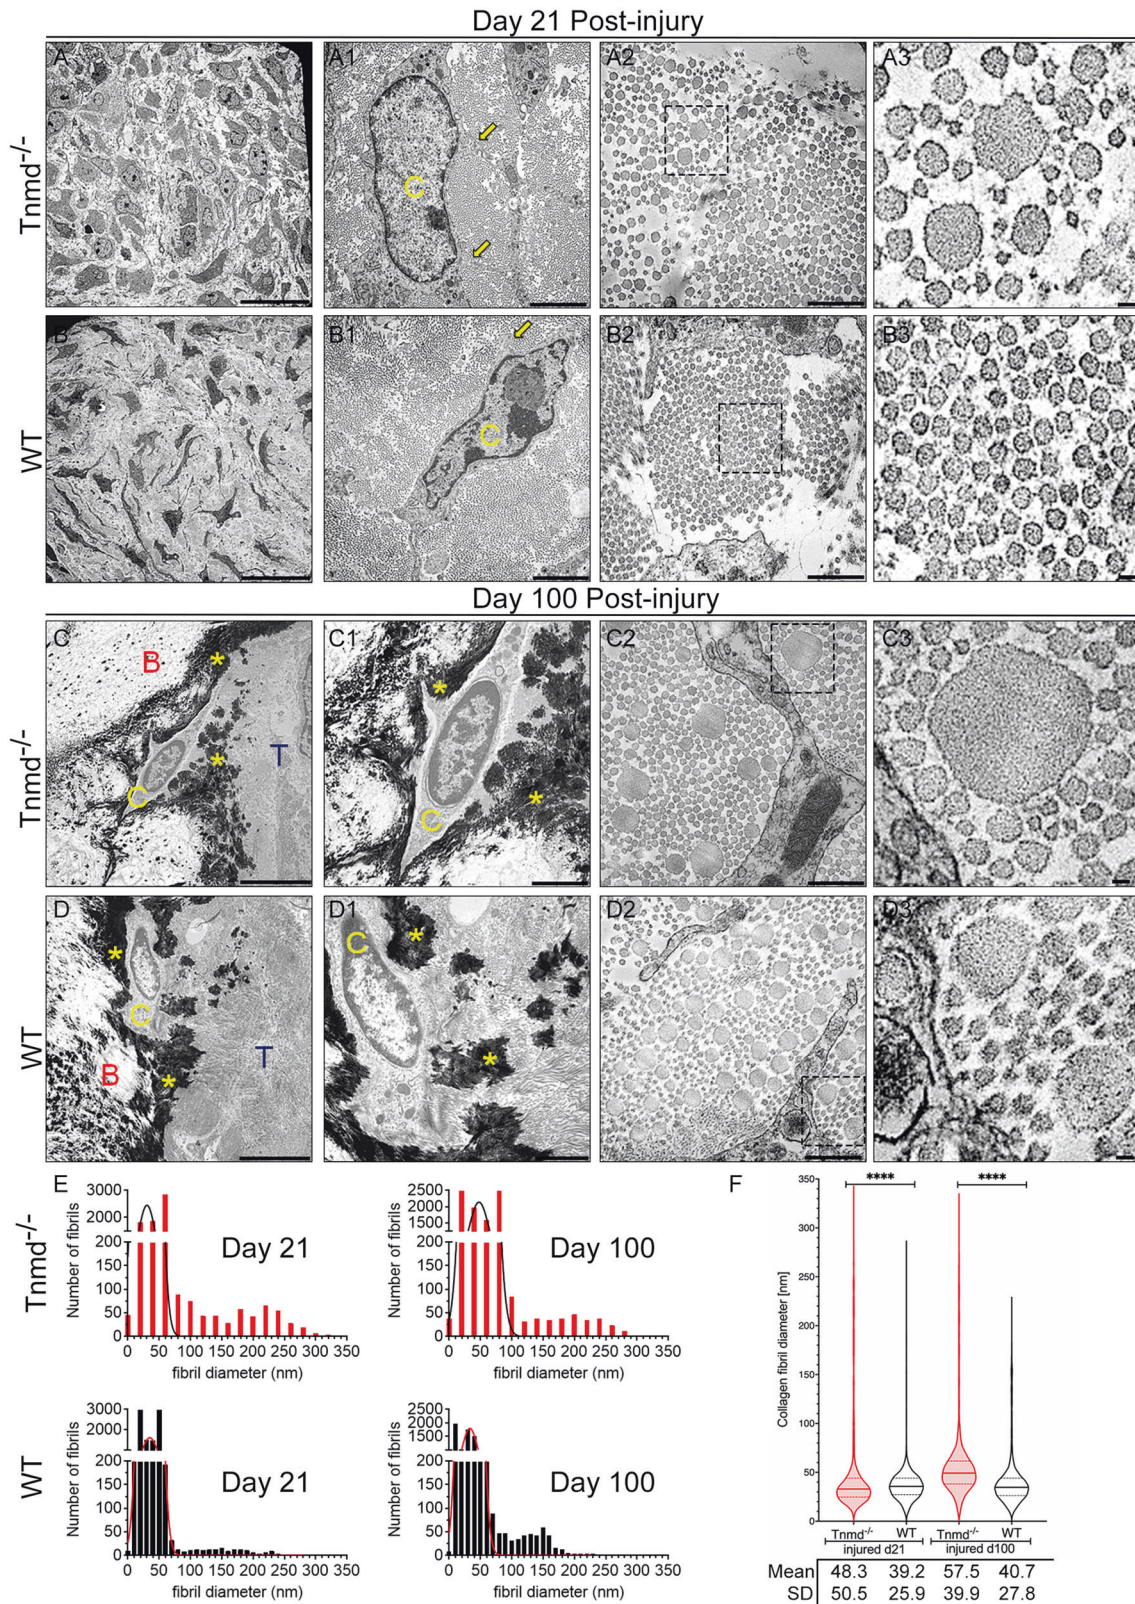 Day 21 Post-injury
Tnmd-/-
A
A1
C
A2
A3
WT
B
B1
C
B2
B3
Day 100 Post-injury
Tnmd-/-
C
B
*
*
T
C
C1
*
*
C
C2
C3
WT
D
*
C
B
*
T
D1
C
*
*
D2
D3
E
Tnmd-/-
Number of fibrils
3000
2000
1000
200
150
100
50
0
Day 21
0 50 100 150 200 250 300 350
fibril diameter (nm)
Number of fibrils
2500
1500
500
200
150
100
50
0
Day 100
0 50 100 150 200 250 300 350
fibril diameter (nm)
WT
Number of fibrils
3000
2000
1000
200
150
100
50
0
Day 21
0 50 100 150 200 250 300 350
fibril diameter (nm)
Number of fibrils
2500
1500
500
200
150
100
50
0
Day 100
0 50 100 150 200 250 300 350
fibril diameter (nm)
F
**** ****
Collagen fibril diameter [nm]
350
300
250
200
150
100
50
0
Tnmd-/- WT Tnmd-/- WT
injured d21 injured d100
Mean 48.3 39.2 57.5 40.7
SD 50.5 25.9 39.9 27.8